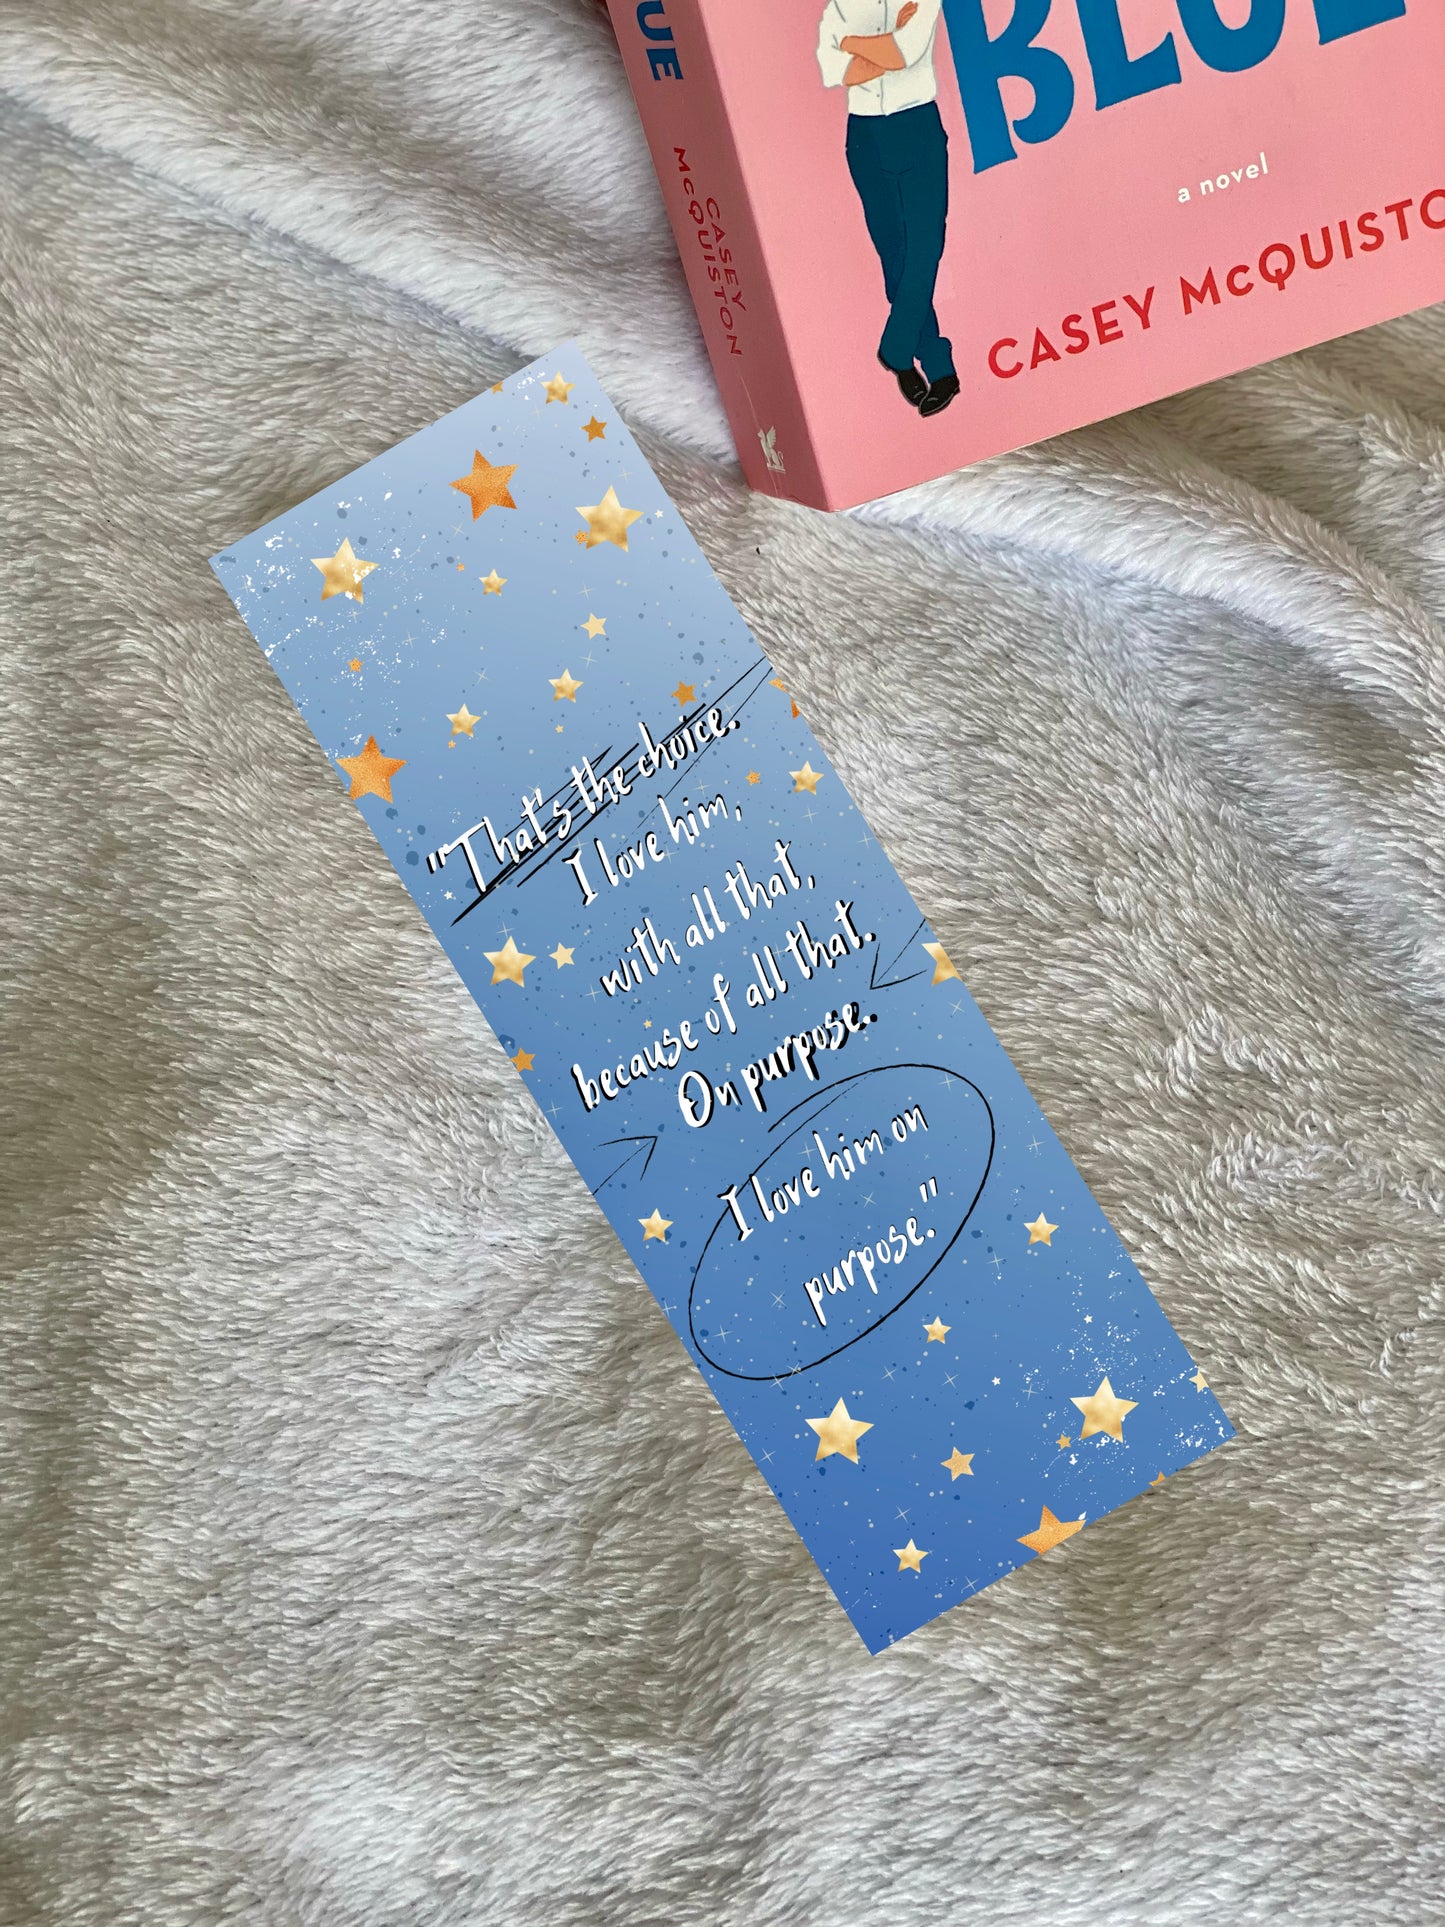 UE
CASEY
McQUISTON
BLUE
a novel
CASEY McQUISTO
"That's the choice.
I love him,
with all that,
because of all that.
On purpose.
I love him on
purpose."